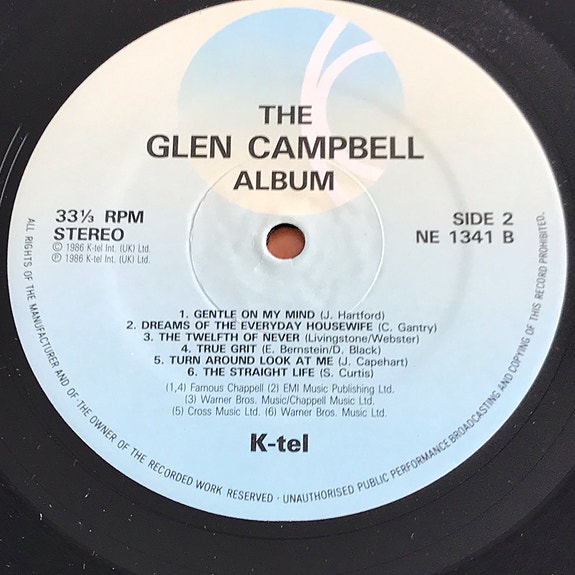 THE
GLEN CAMPBELL
ALBUM
33⅓ RPM
STEREO
© 1986 K-tel Int. (UK) Ltd.
℗ 1986 K-tel Int. (UK) Ltd.
SIDE 2
NE 1341 B
1. GENTLE ON MY MIND (J. Hartford)
2. DREAMS OF THE EVERYDAY HOUSEWIFE (C. Gantry)
3. THE TWELFTH OF NEVER (Livingstone/Webster)
4. TRUE GRIT (E. Bernstein/D. Black)
5. TURN AROUND LOOK AT ME (J. Capehart)
6. THE STRAIGHT LIFE (S. Curtis)
(1,4) Famous Chappell (2) EMI Music Publishing Ltd.
(3) Warner Bros. Music/Chappell Music Ltd.
(5) Cross Music Ltd. (6) Warner Bros. Music Ltd.
K-tel
ALL RIGHTS OF THE MANUFACTURER AND OF THE OWNER OF THE RECORDED WORK RESERVED · UNAUTHORISED PUBLIC PERFORMANCE BROADCASTING AND COPYING OF THIS RECORD PROHIBITED.